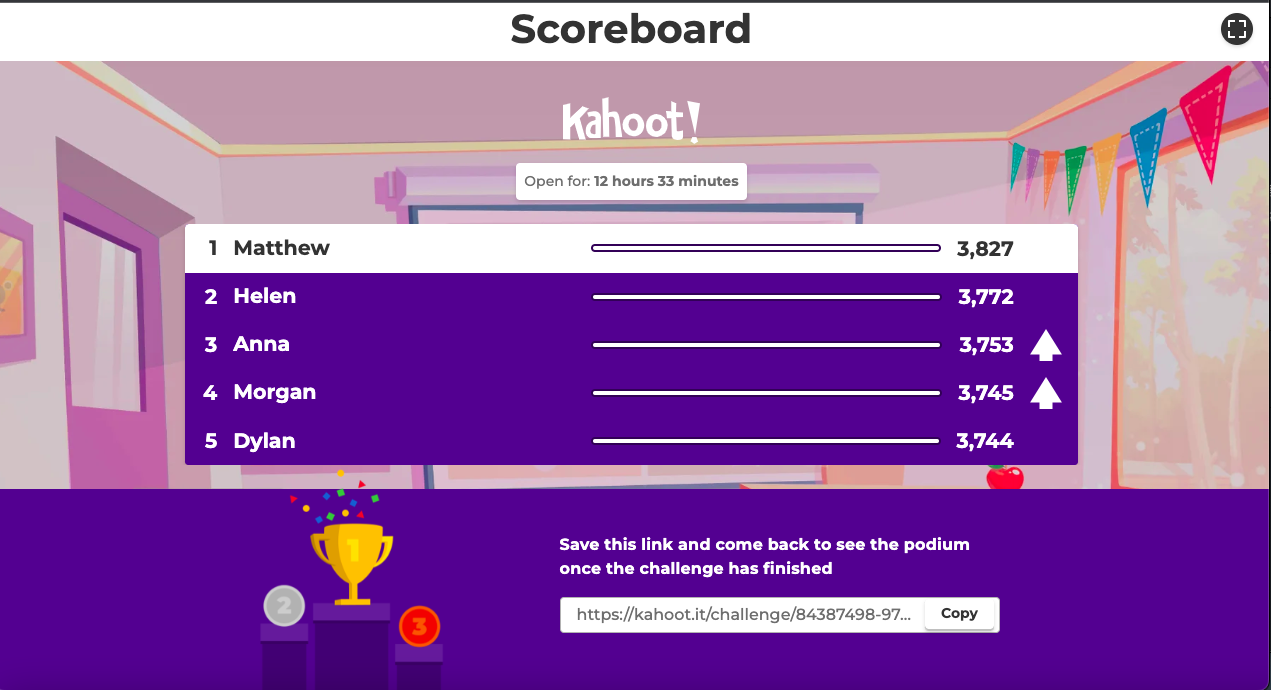 Scoreboard
Kahoot!
Open for: 12 hours 33 minutes
1 Matthew 3,827
2 Helen 3,772
3 Anna 3,753
4 Morgan 3,745
5 Dylan 3,744
1
2
3
Save this link and come back to see the podium
once the challenge has finished
https://kahoot.it/challenge/84387498-97... Copy